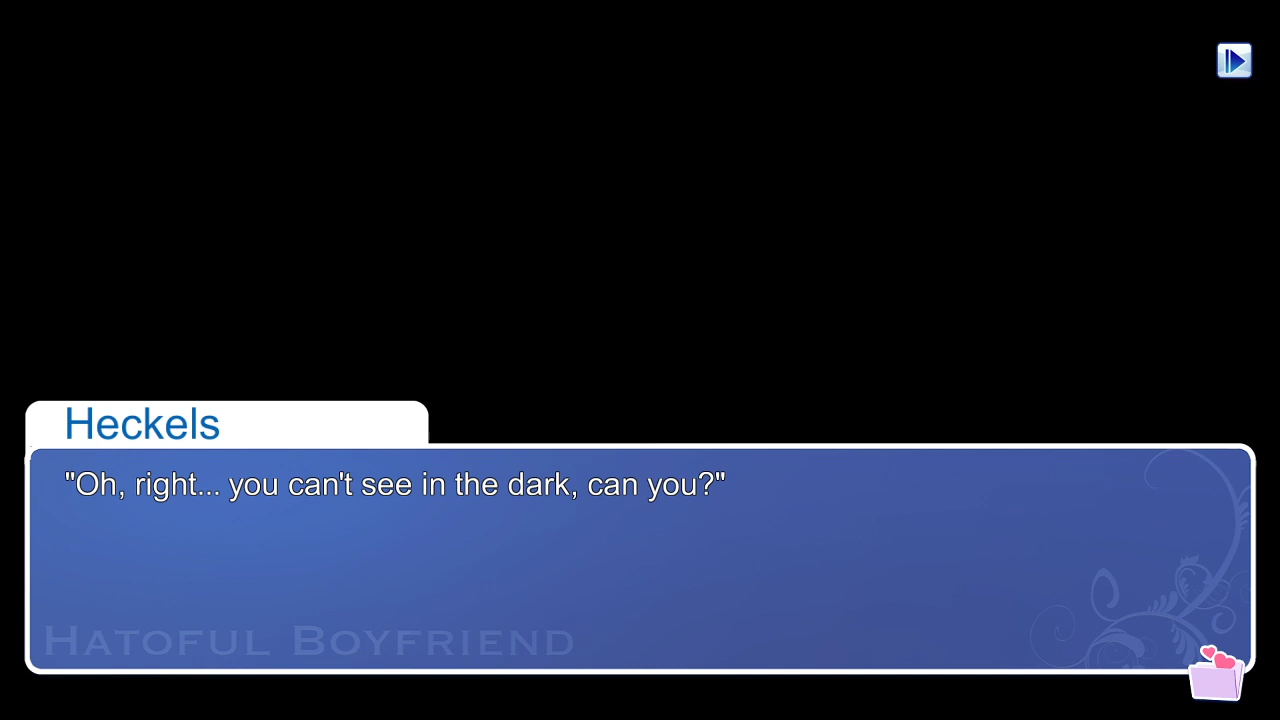 Heckels
"Oh, right... you can't see in the dark, can you?"
HATOFUL BOYFRIEND